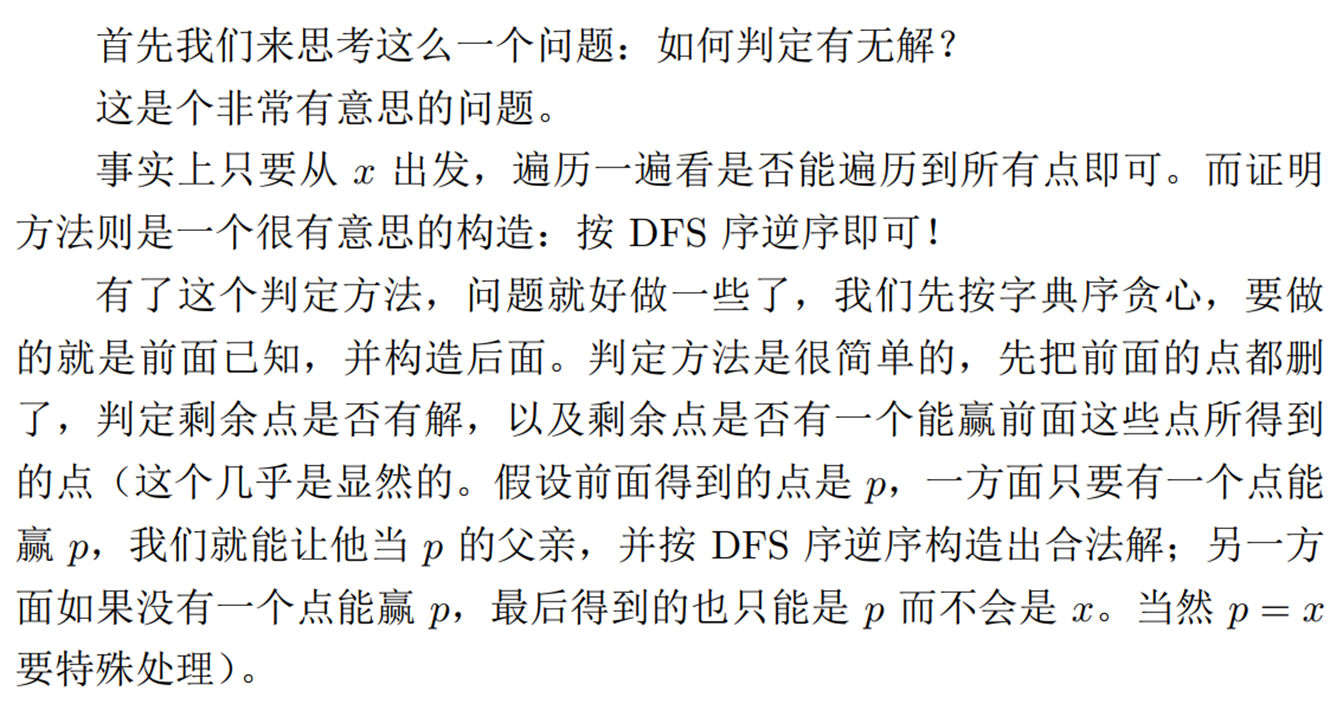 首先我们来思考这么一个问题：如何判定有无解？
这是个非常有意思的问题。
事实上只要从 x 出发，遍历一遍看是否能遍历到所有点即可。而证明
方法则是一个很有意思的构造：按 DFS 序逆序即可！
有了这个判定方法，问题就好做一些了，我们先按字典序贪心，要做
的就是前面已知，并构造后面。判定方法是很简单的，先把前面的点都删
了，判定剩余点是否有解，以及剩余点是否有一个能赢前面这些点所得到
的点（这个几乎是显然的。假设前面得到的点是 p，一方面只要有一个点能
赢 p，我们就能让他当 p 的父亲，并按 DFS 序逆序构造出合法解；另一方
面如果没有一个点能赢 p，最后得到的也只能是 p 而不会是 x。当然 p = x
要特殊处理）。